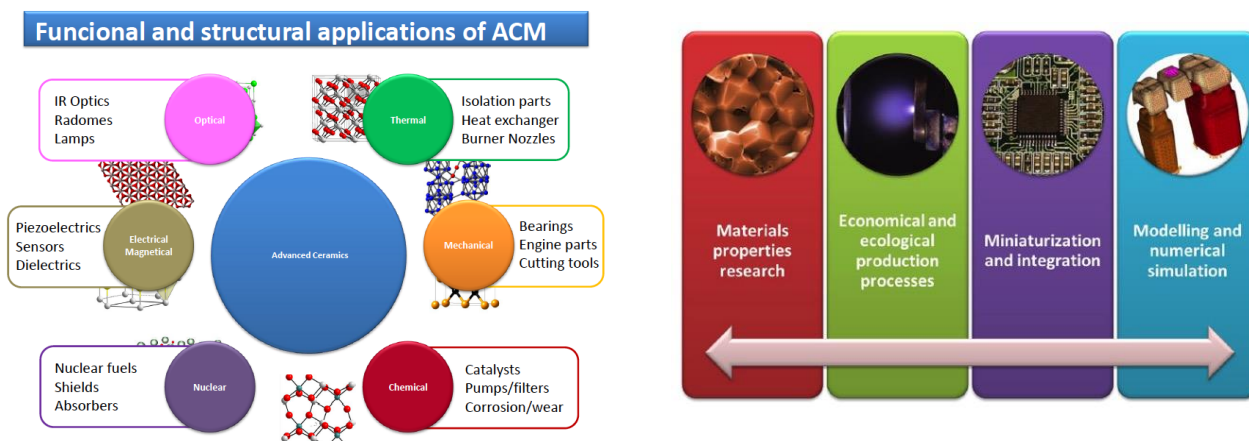 Funcional and structural applications of ACM
IR Optics
Radomes
Lamps
Optical
Thermal
Isolation parts
Heat exchanger
Burner Nozzles
Piezoelectrics
Sensors
Dielectrics
Electrical
Magnetical
Advanced Ceramics
Mechanical
Bearings
Engine parts
Cutting tools
Nuclear fuels
Shields
Absorbers
Nuclear
Chemical
Catalysts
Pumps/filters
Corrosion/wear
Materials
properties
research
Economical and
ecological
production
processes
Miniaturization
and integration
Modelling and
numerical
simulation